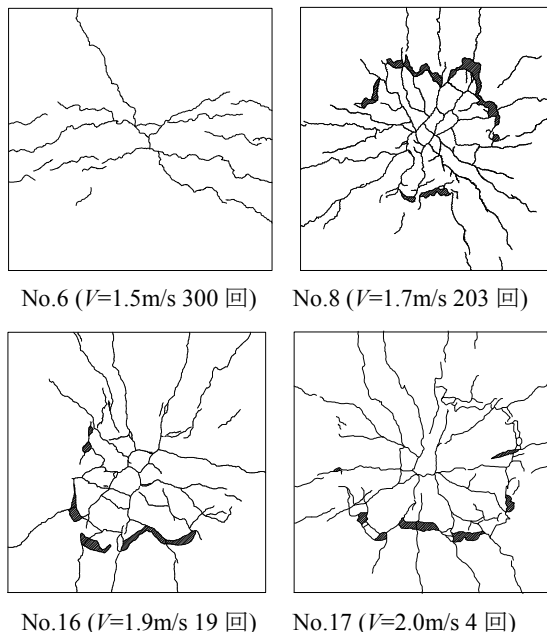 No.6 (V=1.5m/s 300 回)
No.8 (V=1.7m/s 203 回)
No.16 (V=1.9m/s 19 回)
No.17 (V=2.0m/s 4 回)